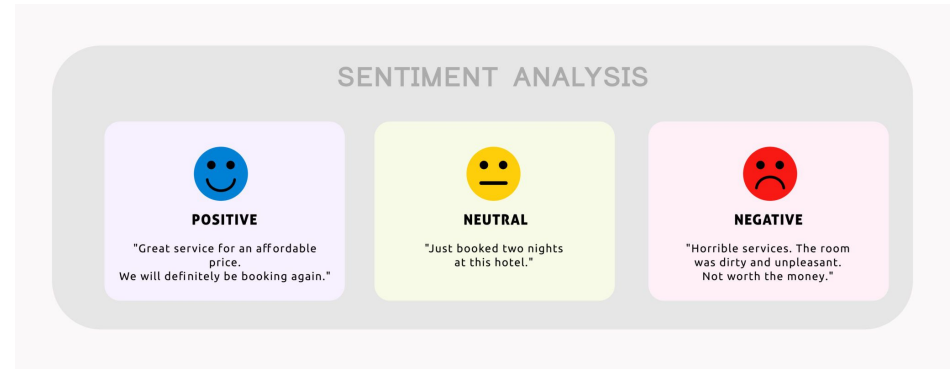 SENTIMENT ANALYSIS
POSITIVE
"Great service for an affordable
price.
We will definitely be booking again."
NEUTRAL
"Just booked two nights
at this hotel."
NEGATIVE
"Horrible services. The room
was dirty and unpleasant.
Not worth the money."